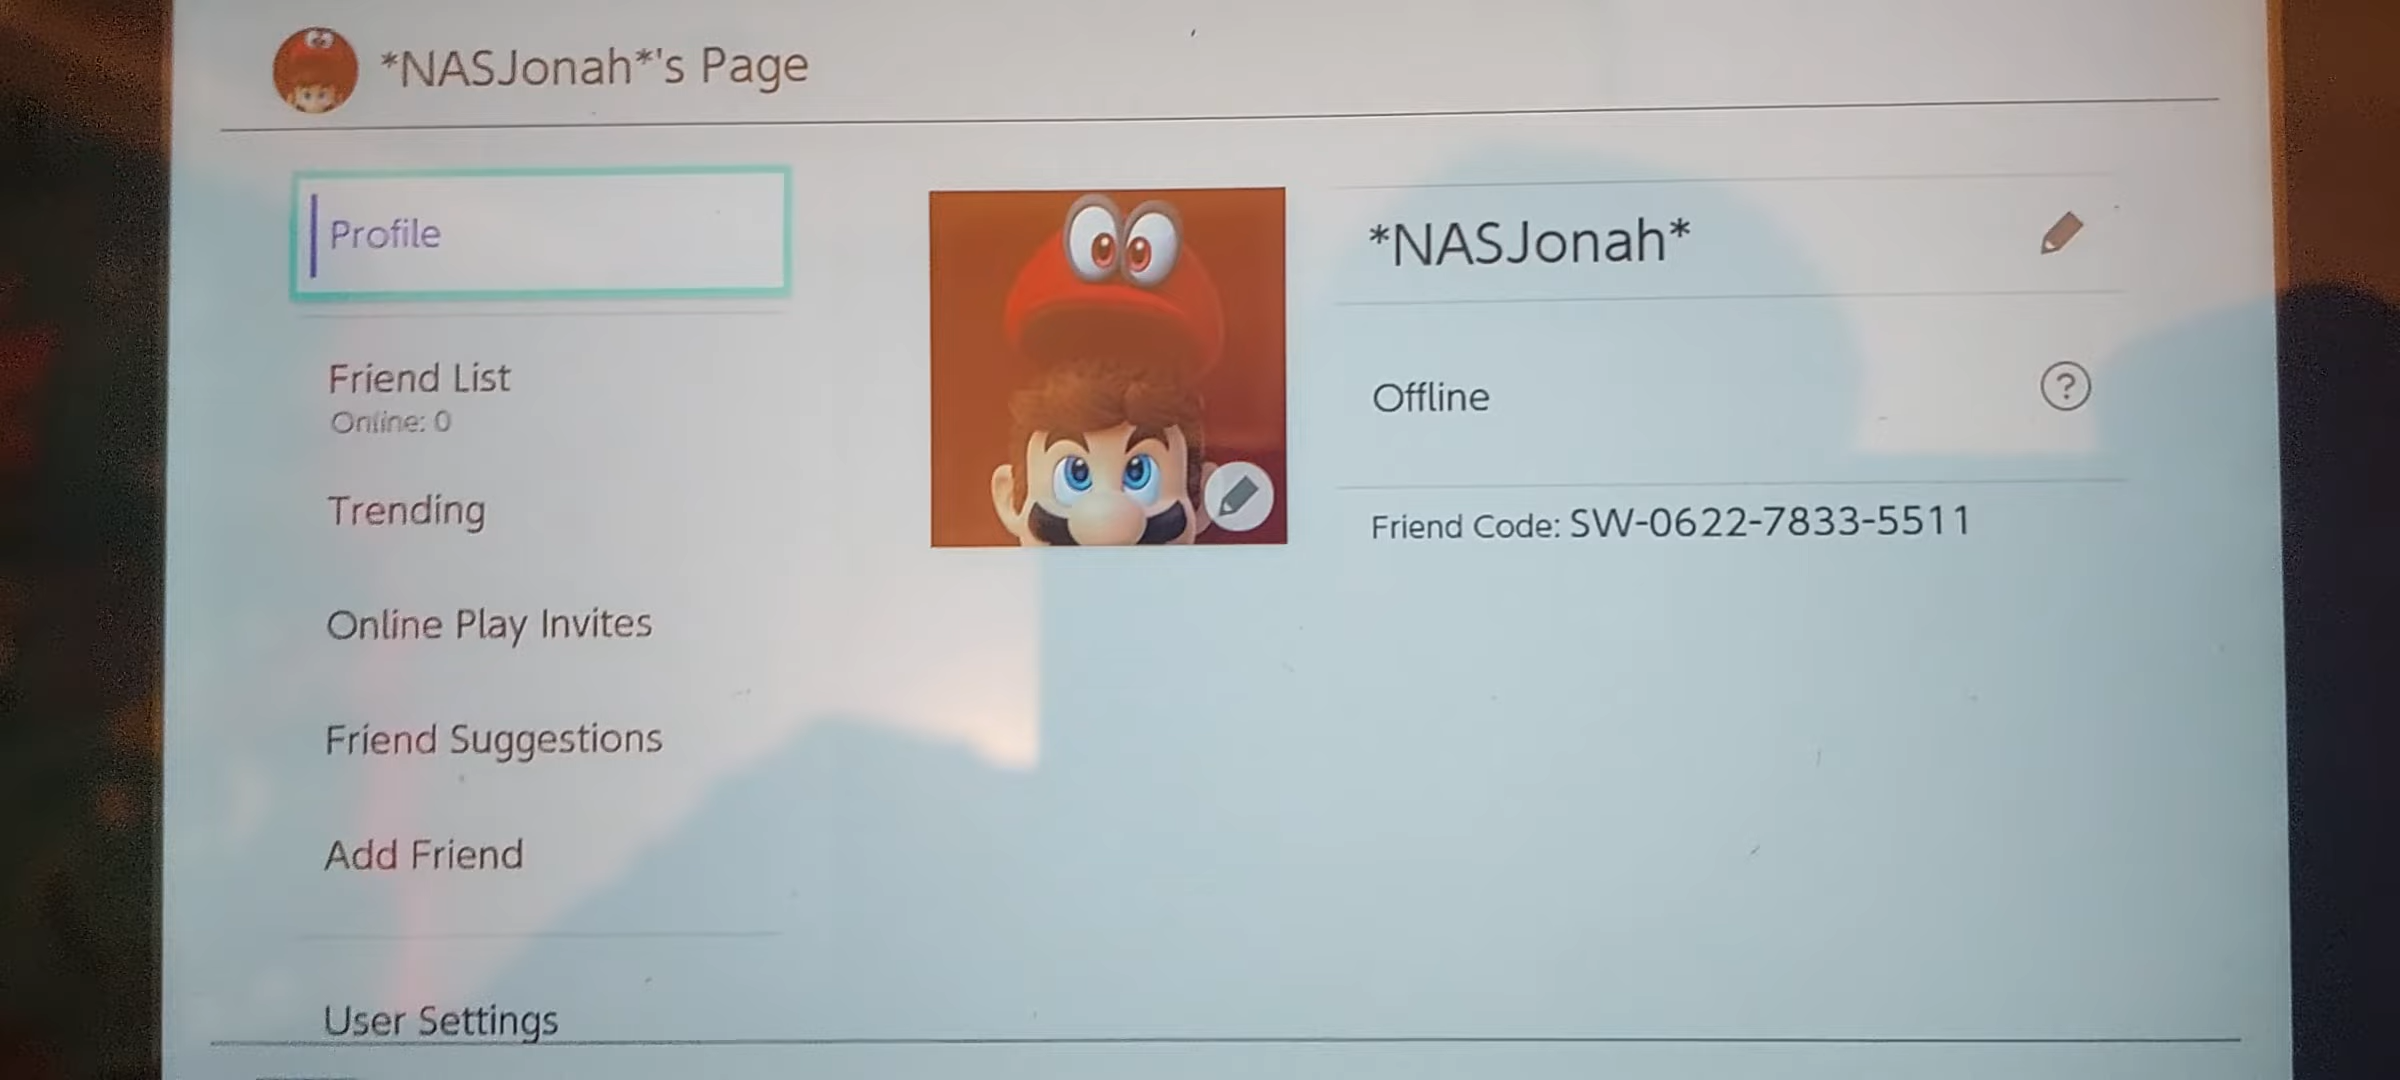 *NASJonah*'s Page
Profile
Friend List
Online: 0
Trending
Online Play Invites
Friend Suggestions
Add Friend
User Settings
*NASJonah*
Offline
?
Friend Code: SW-0622-7833-5511